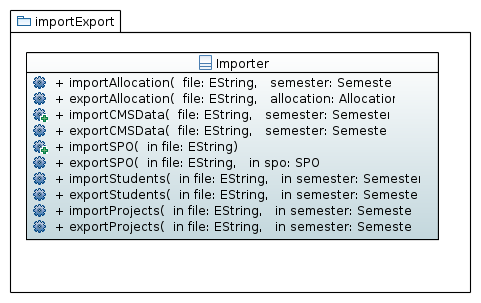 importExport
Importer
+ importAllocation( file: EString, semester: Semeste
+ exportAllocation( file: EString, allocation: Allocation
+ importCMSData( file: EString, semester: Semester
+ exportCMSData( file: EString, semester: Semeste
+ importSPO( in file: EString)
+ exportSPO( in file: EString, in spo: SPO
+ importStudents( in file: EString, in semester: Semester
+ exportStudents( in file: EString, in semester: Semeste
+ importProjects( in file: EString, in semester: Semeste
+ exportProjects( in file: EString, in semester: Semeste